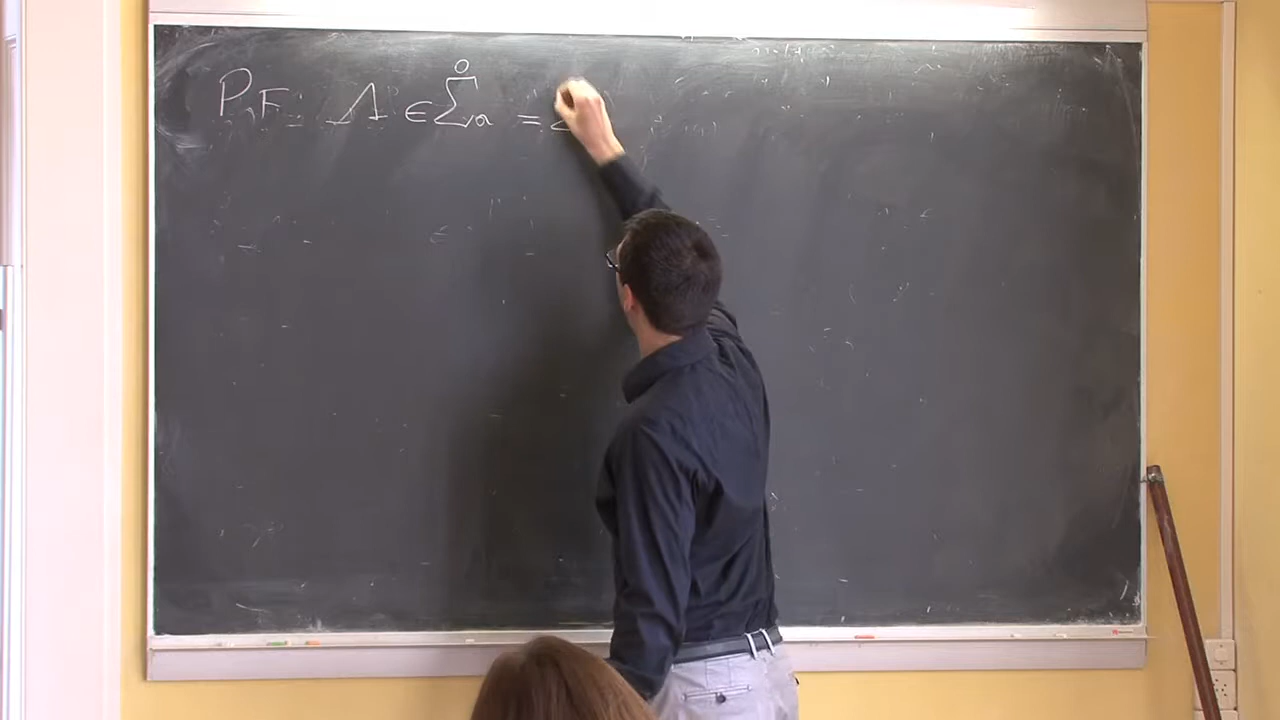 PF: Λ ∈ Σ̊ₐ =